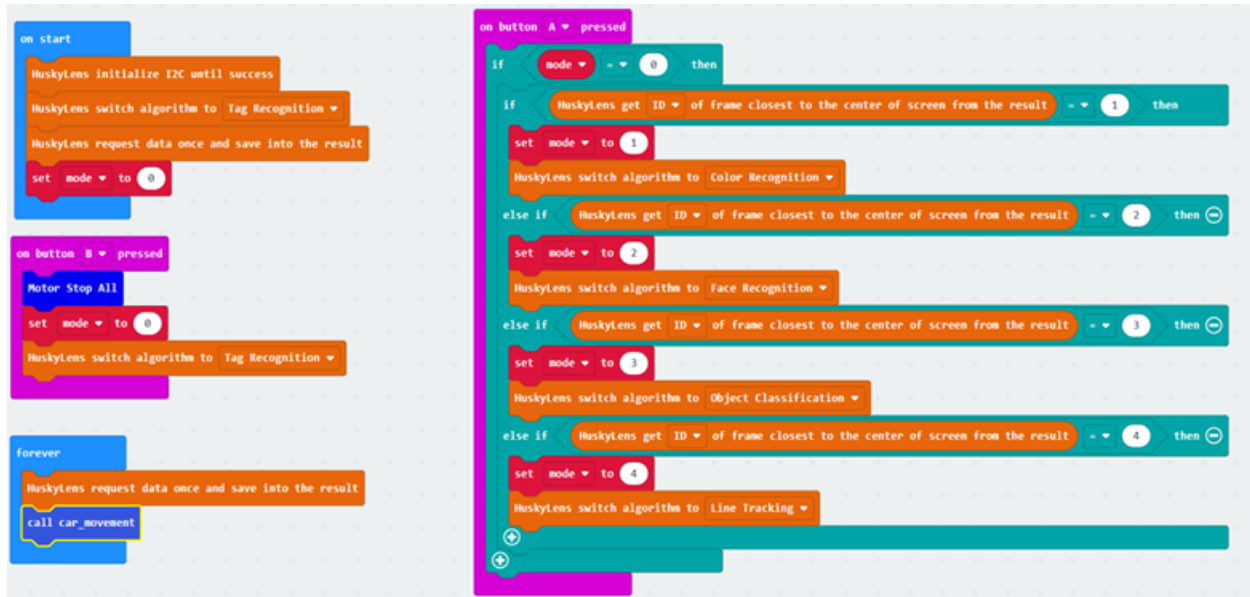 on start
HuskyLens initialize I2C until success
HuskyLens switch algorithm to Tag Recognition
HuskyLens request data once and save into the result
set mode to 0
on button B pressed
Motor Stop All
set mode to 0
HuskyLens switch algorithm to Tag Recognition
forever
HuskyLens request data once and save into the result
call car_movement
on button A pressed
if mode = 0 then
if HuskyLens get ID of frame closest to the center of screen from the result = 1 then
set mode to 1
HuskyLens switch algorithm to Color Recognition
else if HuskyLens get ID of frame closest to the center of screen from the result = 2 then
set mode to 2
HuskyLens switch algorithm to Face Recognition
else if HuskyLens get ID of frame closest to the center of screen from the result = 3 then
set mode to 3
HuskyLens switch algorithm to Object Classification
else if HuskyLens get ID of frame closest to the center of screen from the result = 4 then
set mode to 4
HuskyLens switch algorithm to Line Tracking